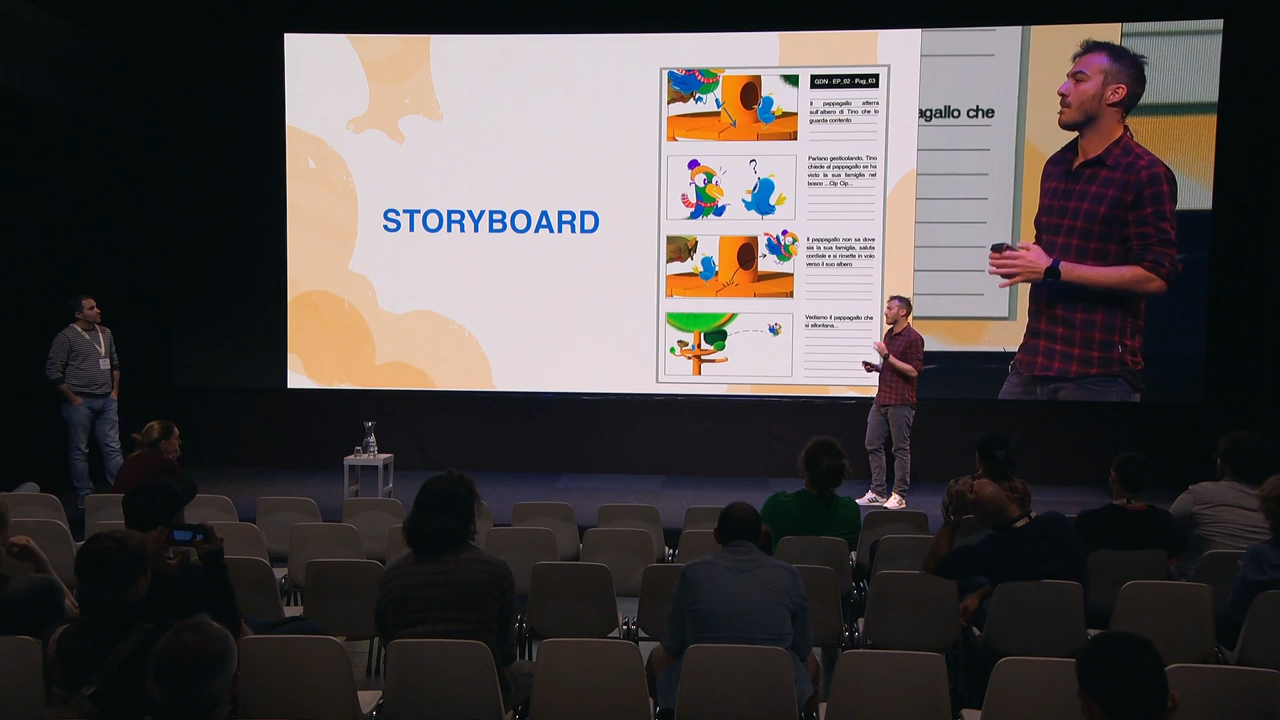 STORYBOARD
GDN - EP_02 - Pag_03
Il pappagallo atterra
sull'albero di Tino che lo
guarda contento
Parlano gesticolando. Tino
chiede al pappagallo se ha
visto la sua famiglia nel
bosco ...Cip Cip...
?
Il pappagallo non sa dove
sia la sua famiglia, saluta
cordiale e si rimette in volo
verso il suo albero
Vediamo il pappagallo che
si allontana...
agallo che